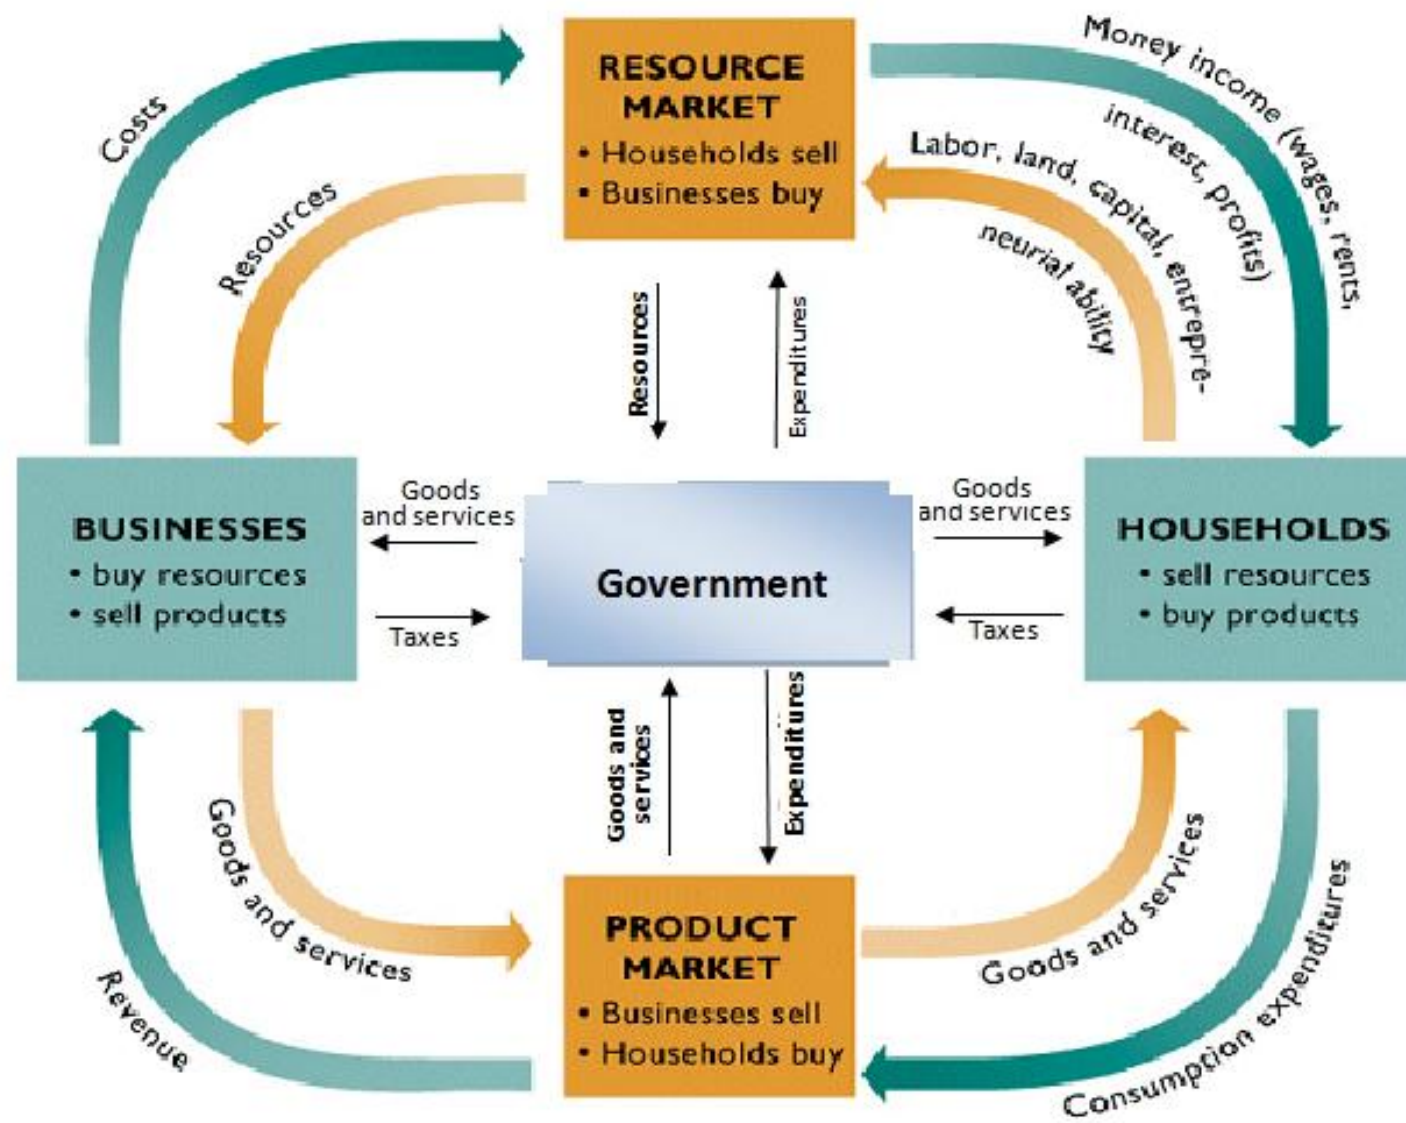 Costs
RESOURCE
MARKET
• Households sell
• Businesses buy
Money income (wages, rents,
interest, profits)
Labor, land, capital, entrepre-
neurial ability
Resources
Resources
Expenditures
BUSINESSES
• buy resources
• sell products
Goods
and services
Taxes
Government
Goods
and services
Taxes
HOUSEHOLDS
• sell resources
• buy products
Goods and
services
Expenditures
Goods and services
Revenue
PRODUCT
MARKET
• Businesses sell
• Households buy
Goods and services
Consumption expenditures